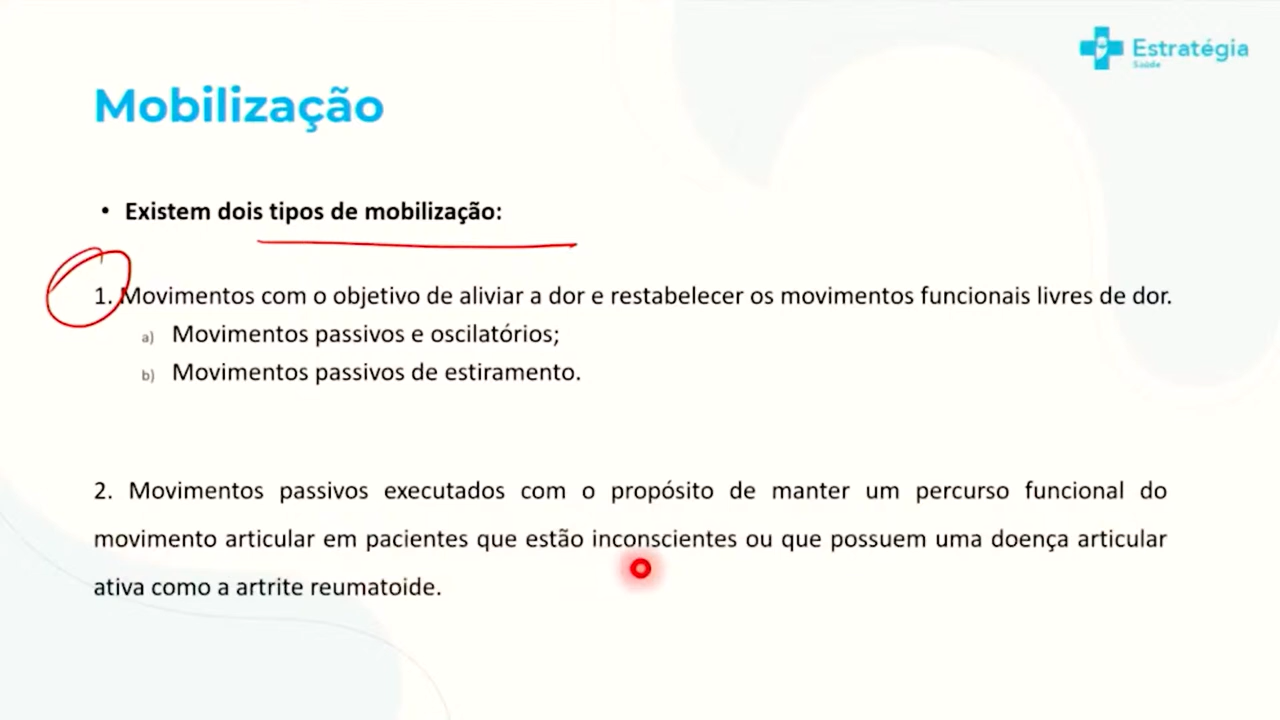 Estratégia
Saúde
Mobilização
• Existem dois tipos de mobilização:
1. Movimentos com o objetivo de aliviar a dor e restabelecer os movimentos funcionais livres de dor.
a) Movimentos passivos e oscilatórios;
b) Movimentos passivos de estiramento.
2. Movimentos passivos executados com o propósito de manter um percurso funcional do
movimento articular em pacientes que estão inconscientes ou que possuem uma doença articular
ativa como a artrite reumatoide.